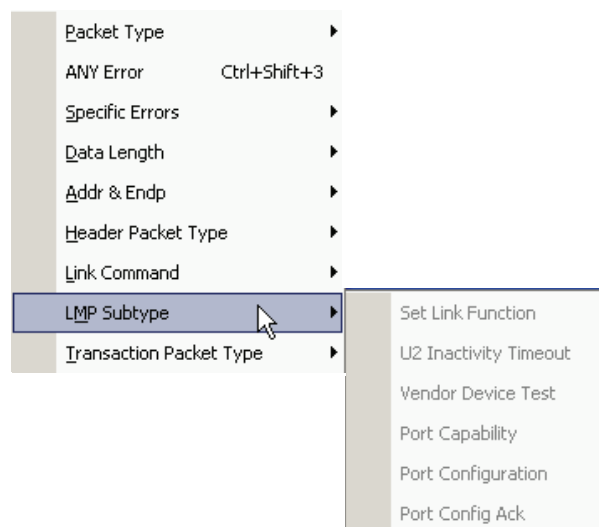 Packet Type
ANY Error Ctrl+Shift+3
Specific Errors
Data Length
Addr & Endp
Header Packet Type
Link Command
LMP Subtype
Transaction Packet Type
Set Link Function
U2 Inactivity Timeout
Vendor Device Test
Port Capability
Port Configuration
Port Config Ack